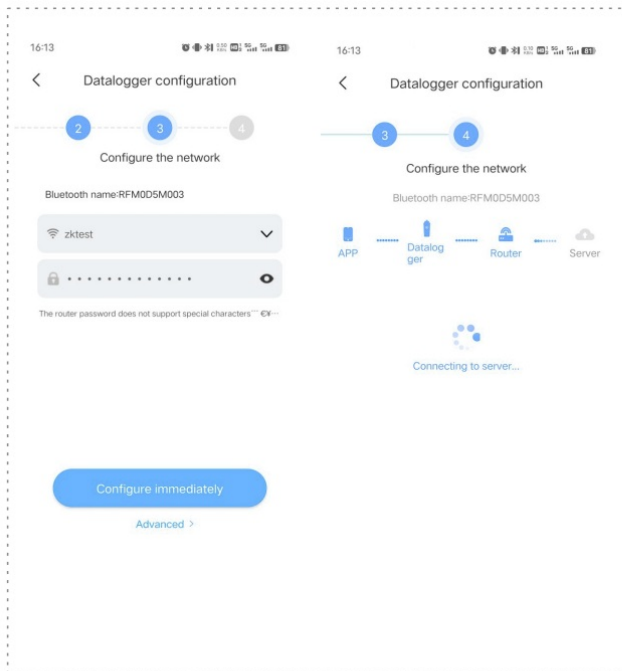 16:13
Datalogger configuration
2
3
4
Configure the network
Bluetooth name:RFM0D5M003
zktest
The router password does not support special characters
Configure immediately
Advanced >
16:13
Datalogger configuration
3
4
Configure the network
Bluetooth name:RFM0D5M003
APP
Datalog
ger
Router
Server
Connecting to server...